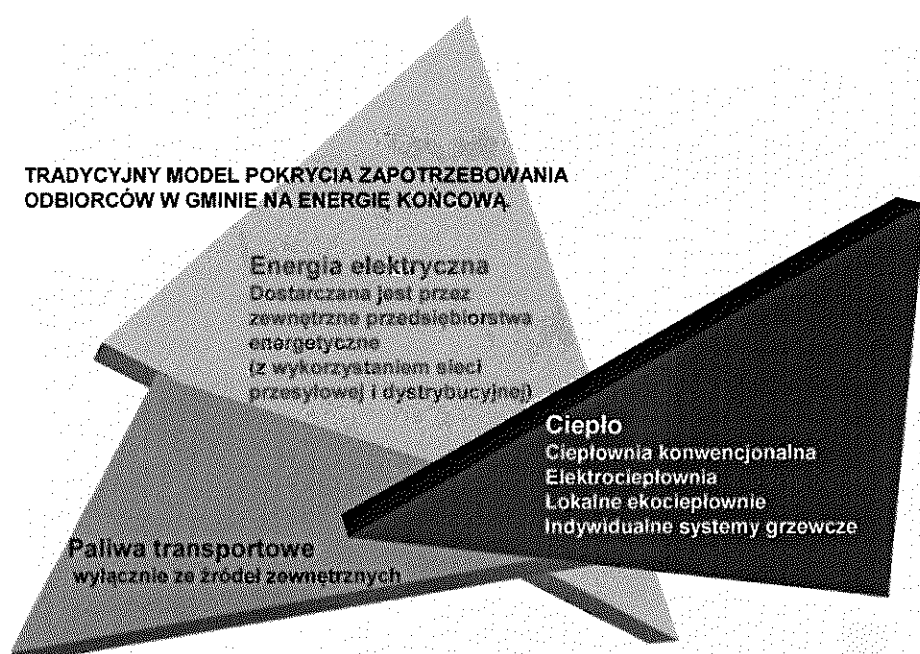 TRADYCYJNY MODEL POKRYCIA ZAPOTRZEBOWANIA
ODBIORCÓW W GMINIE NA ENERGIĘ KOŃCOWĄ
Energia elektryczna
Dostarczana jest przez
zewnętrzne przedsiębiorstwa
energetyczne
(z wykorzystaniem sieci
przesyłowej i dystrybucyjnej)
Ciepło
Ciepłownia konwencjonalna
Elektrociepłownia
Lokalne ekociepłownie
Indywidualne systemy grzewcze
Paliwa transportowe
wyłącznie ze źródeł zewnętrznych